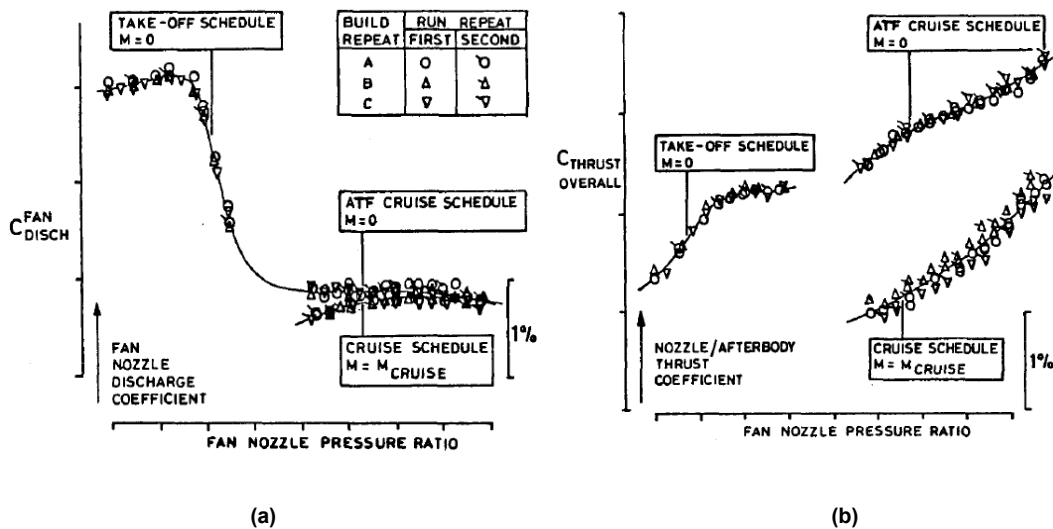 TAKE-OFF SCHEDULE
M = 0
BUILD
REPEAT
RUN REPEAT
FIRST
SECOND
A
B
C
C FAN DISCH
ATF CRUISE SCHEDULE
M=0
CRUISE SCHEDULE
M = M CRUISE
1%
FAN
NOZZLE
DISCHARGE
COEFFICIENT
FAN NOZZLE PRESSURE RATIO
(a)
ATF CRUISE SCHEDULE
M=0
TAKE-OFF SCHEDULE
M=0
C THRUST
OVERALL
CRUISE SCHEDULE
M = M CRUISE
1%
NOZZLE/AFTERBODY
THRUST
COEFFICIENT
FAN NOZZLE PRESSURE RATIO
(b)